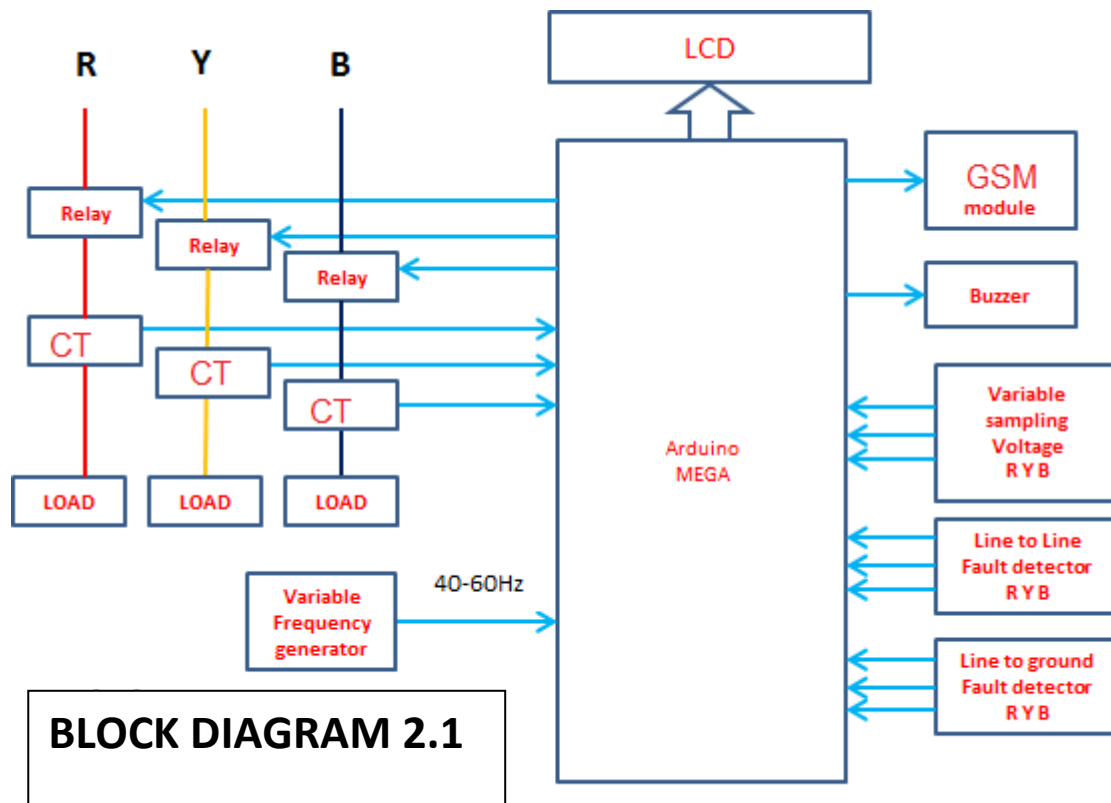 LCD
R
Y
B
GSM
module
Relay
Relay
Relay
Buzzer
CT
CT
CT
Variable
sampling
Voltage
R Y B
Arduino
MEGA
LOAD
LOAD
LOAD
Line to Line
Fault detector
R Y B
40-60Hz
Variable
Frequency
generator
Line to ground
Fault detector
R Y B
BLOCK DIAGRAM 2.1